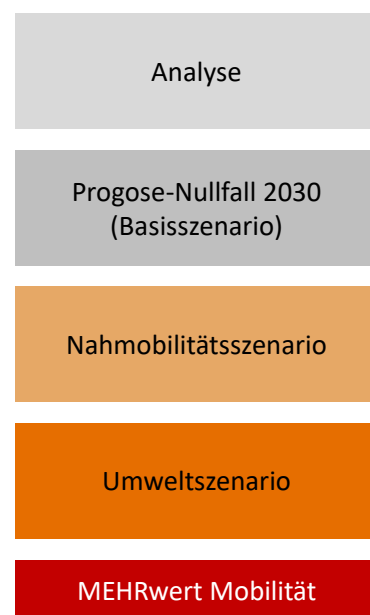 Analyse
Progose-Nullfall 2030
(Basisszenario)
Nahmobilitätsszenario
Umweltszenario
MEHRwert Mobilität